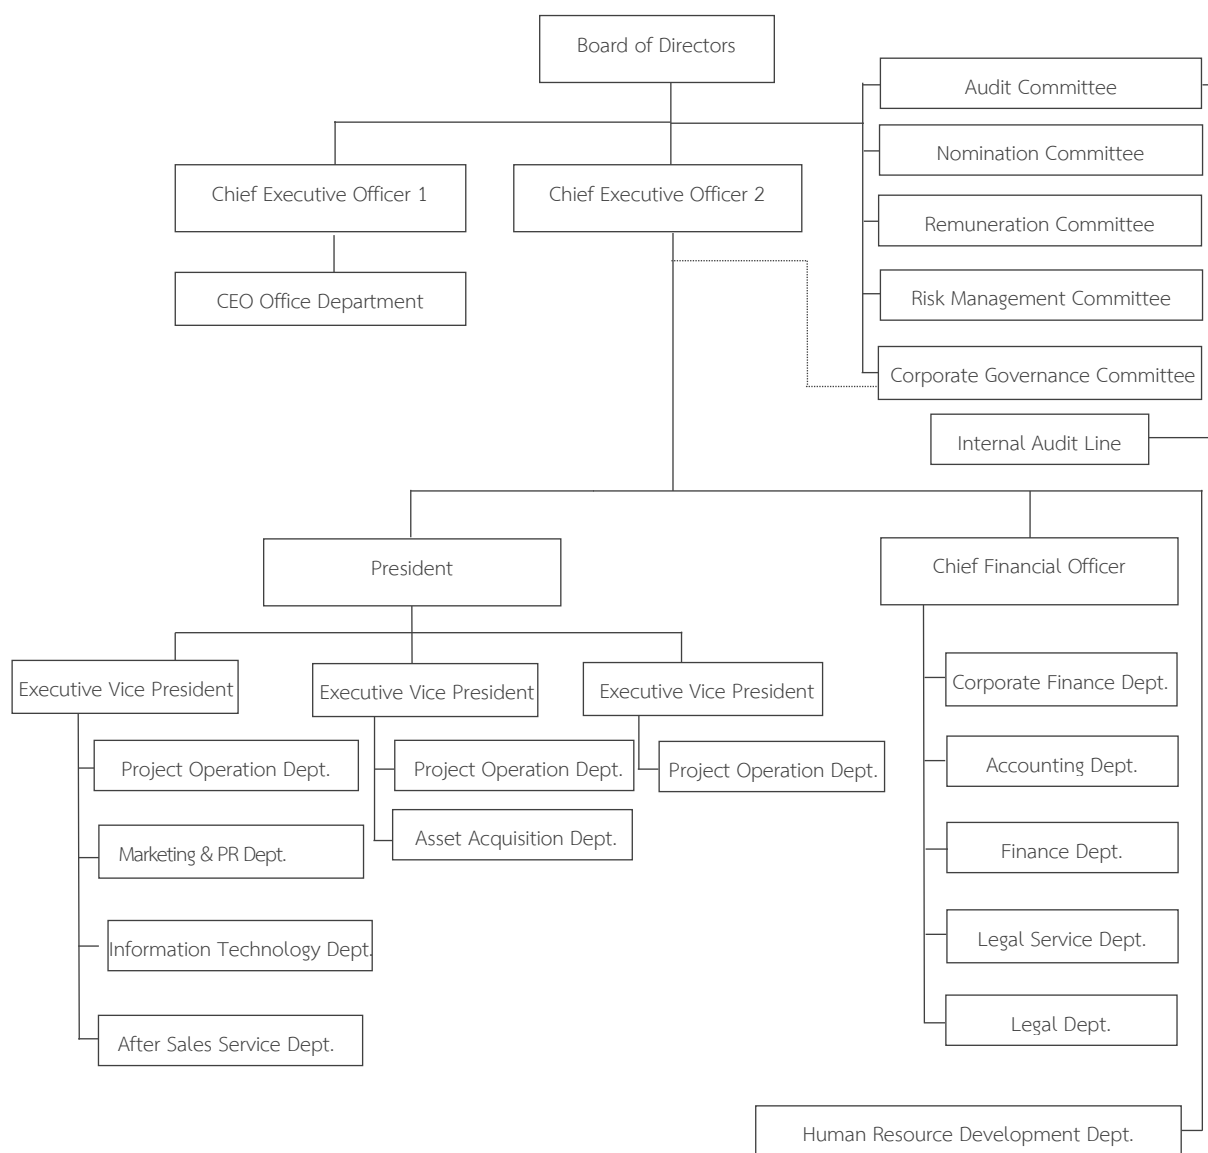 Board of Directors
Audit Committee
Nomination Committee
Chief Executive Officer 1
Chief Executive Officer 2
Remuneration Committee
CEO Office Department
Risk Management Committee
Corporate Governance Committee
Internal Audit Line
President
Chief Financial Officer
Executive Vice President
Executive Vice President
Executive Vice President
Corporate Finance Dept.
Project Operation Dept.
Project Operation Dept.
Project Operation Dept.
Accounting Dept.
Marketing & PR Dept.
Asset Acquisition Dept.
Finance Dept.
Information Technology Dept.
Legal Service Dept.
After Sales Service Dept.
Legal Dept.
Human Resource Development Dept.